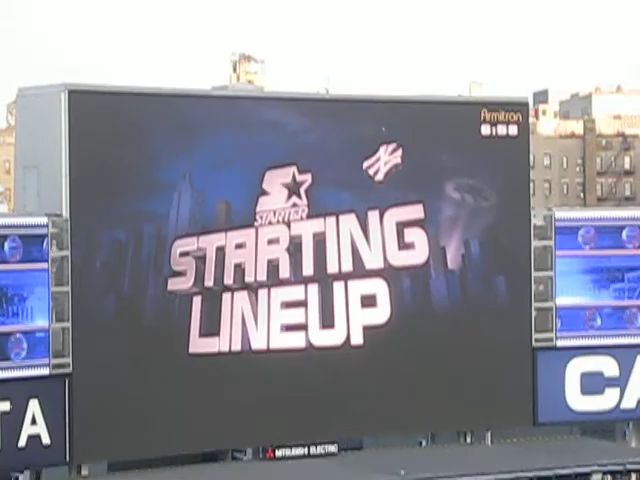 Armitron
STARTER
STARTING
LINEUP
TA
CA
MITSUBISHI ELECTRIC